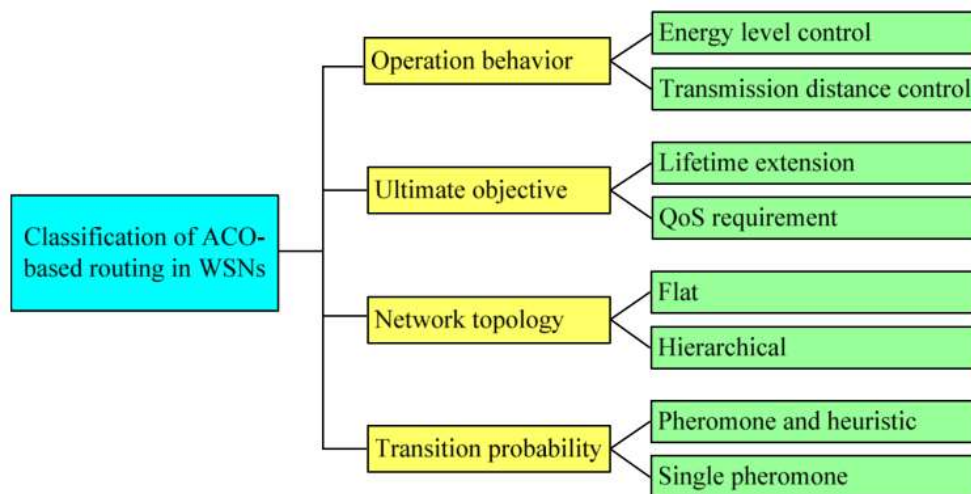 Classification of ACO-
based routing in WSNs
Operation behavior
Energy level control
Transmission distance control
Ultimate objective
Lifetime extension
QoS requirement
Network topology
Flat
Hierarchical
Transition probability
Pheromone and heuristic
Single pheromone